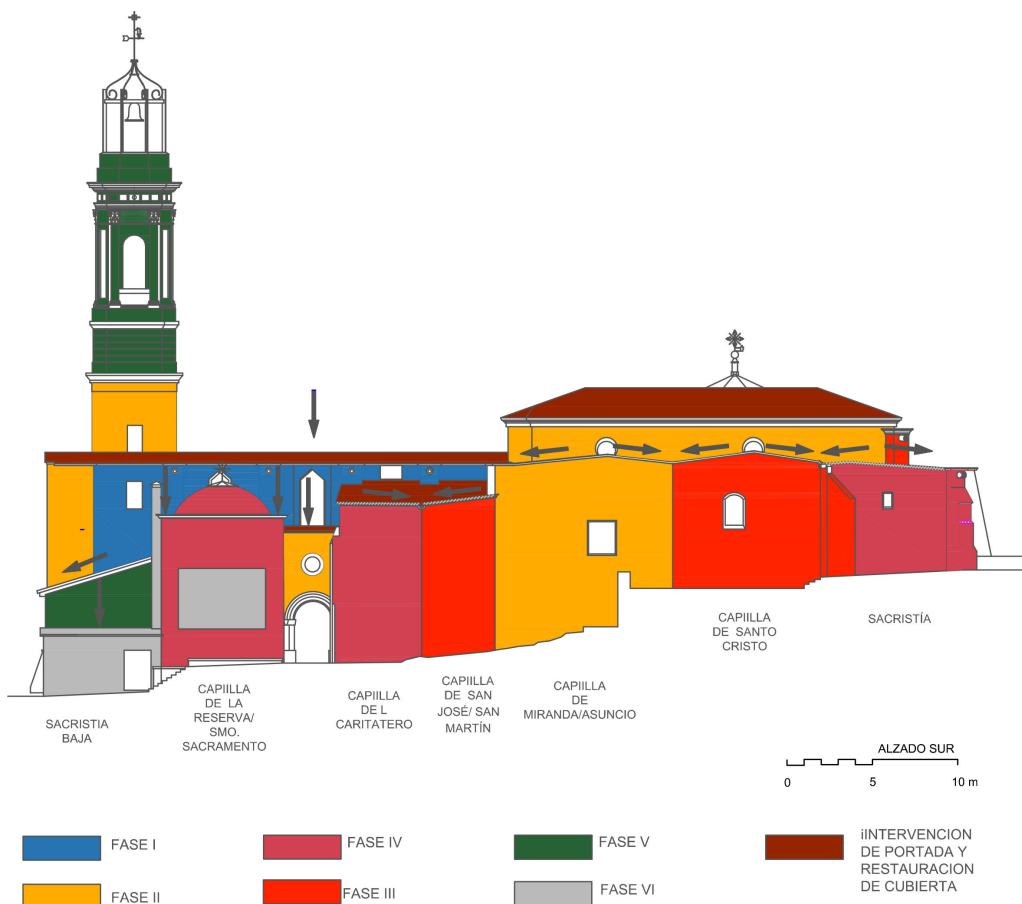 SACRISTIA
BAJA
CAPIILLA
DE LA
RESERVA/
SMO.
SACRAMENTO
CAPIILLA
DE L
CARITATERO
CAPIILLA
DE SAN
JOSÉ/ SAN
MARTÍN
CAPIILLA
DE
MIRANDA/ASUNCIO
CAPIILLA
DE SANTO
CRISTO
SACRISTÍA
ALZADO SUR
0 5 10 m
FASE I
FASE II
FASE IV
FASE III
FASE V
FASE VI
iINTERVENCION
DE PORTADA Y
RESTAURACION
DE CUBIERTA